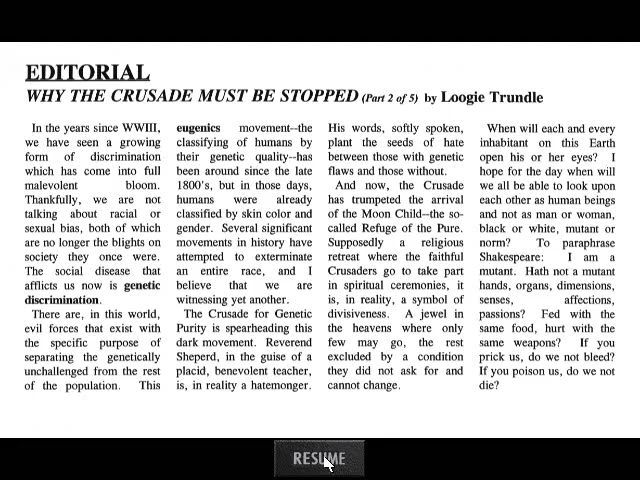 EDITORIAL
WHY THE CRUSADE MUST BE STOPPED (Part 2 of 5) by Loogie Trundle
In the years since WWIII,
we have seen a growing
form of discrimination
which has come into full
malevolent bloom.
Thankfully, we are not
talking about racial or
sexual bias, both of which
are no longer the blights on
society they once were.
The social disease that
afflicts us now is genetic
discrimination.
There are, in this world,
evil forces that exist with
the specific purpose of
separating the genetically
unchallenged from the rest
of the population. This
eugenics movement--the
classifying of humans by
their genetic quality--has
been around since the late
1800's, but in those days,
humans were already
classified by skin color and
gender. Several significant
movements in history have
attempted to exterminate
an entire race, and I
believe that we are
witnessing yet another.
The Crusade for Genetic
Purity is spearheading this
dark movement. Reverend
Sheperd, in the guise of a
placid, benevolent teacher,
is, in reality a hatemonger.
His words, softly spoken,
plant the seeds of hate
between those with genetic
flaws and those without.
And now, the Crusade
has trumpeted the arrival
of the Moon Child--the so-
called Refuge of the Pure.
Supposedly a religious
retreat where the faithful
Crusaders go to take part
in spiritual ceremonies, it
is, in reality, a symbol of
divisiveness. A jewel in
the heavens where only
few may go, the rest
excluded by a condition
they did not ask for and
cannot change.
When will each and every
inhabitant on this Earth
open his or her eyes? I
hope for the day when will
we all be able to look upon
each other as human beings
and not as man or woman,
black or white, mutant or
norm? To paraphrase
Shakespeare: I am a
mutant. Hath not a mutant
hands, organs, dimensions,
senses, affections,
passions? Fed with the
same food, hurt with the
same weapons? If you
prick us, do we not bleed?
If you poison us, do we not
die?
RESUME